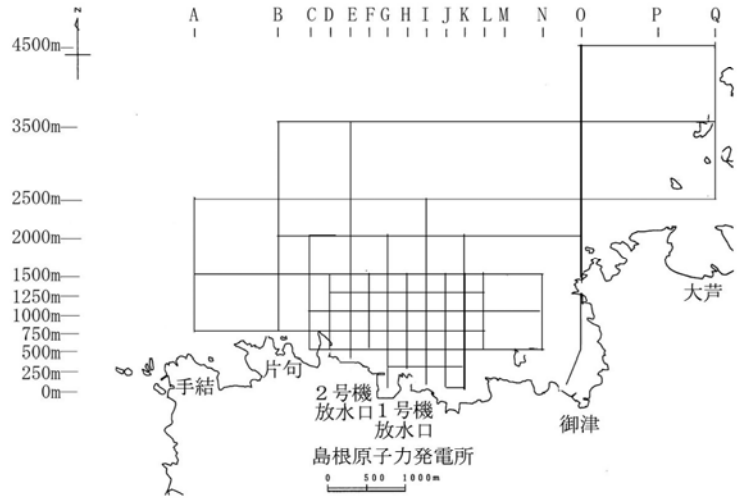 A B C D E F G H I J K L M N O P Q
z
4500m
3500m
2500m
2000m
1500m
1250m
1000m
750m
500m
250m
0m
大芦
手結
片句
2号機
放水口
1号機
放水口
御津
島根原子力発電所
0 500 1000m